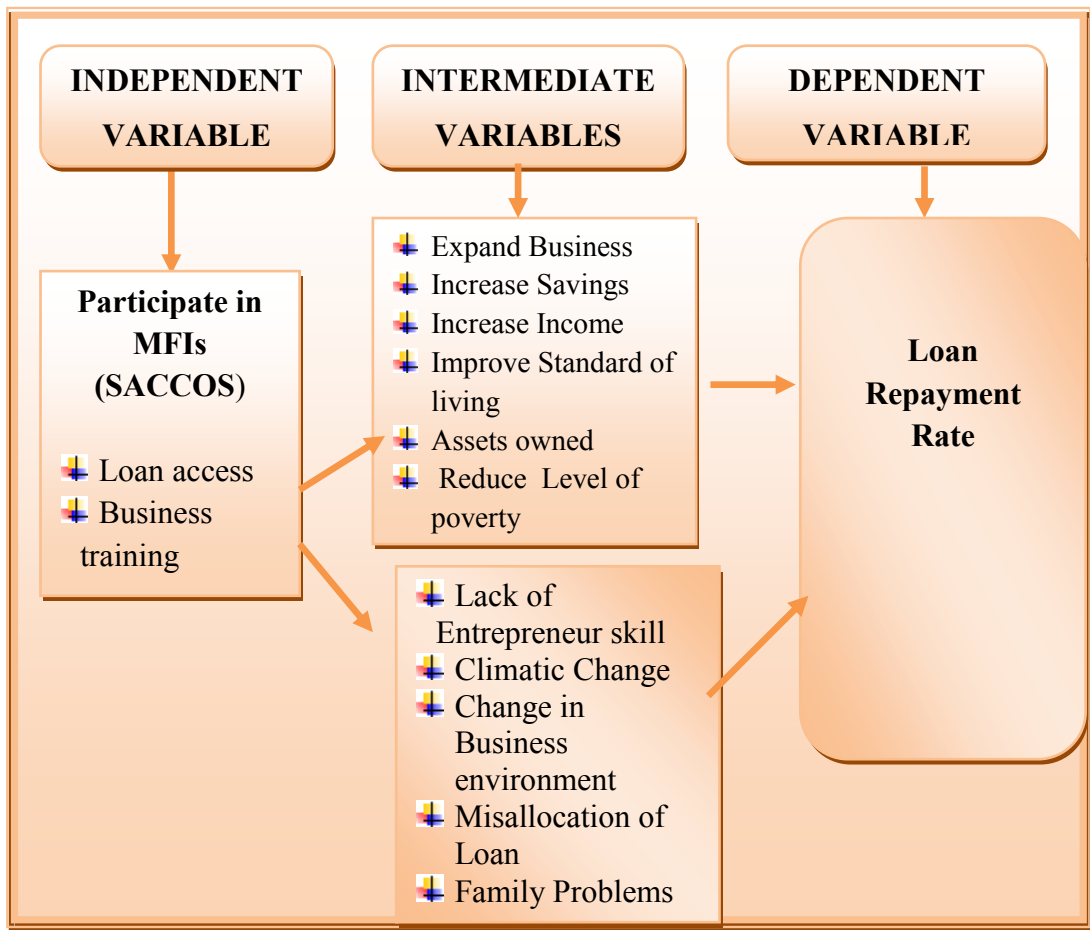 INDEPENDENT
VARIABLE
INTERMEDIATE
VARIABLES
DEPENDENT
VARIABLE
Participate in
MFIs
(SACCOS)
Loan access
Business
training
Expand Business
Increase Savings
Increase Income
Improve Standard of
living
Assets owned
Reduce Level of
poverty
Lack of
Entrepreneur skill
Climatic Change
Change in
Business
environment
Misallocation of
Loan
Family Problems
Loan
Repayment
Rate